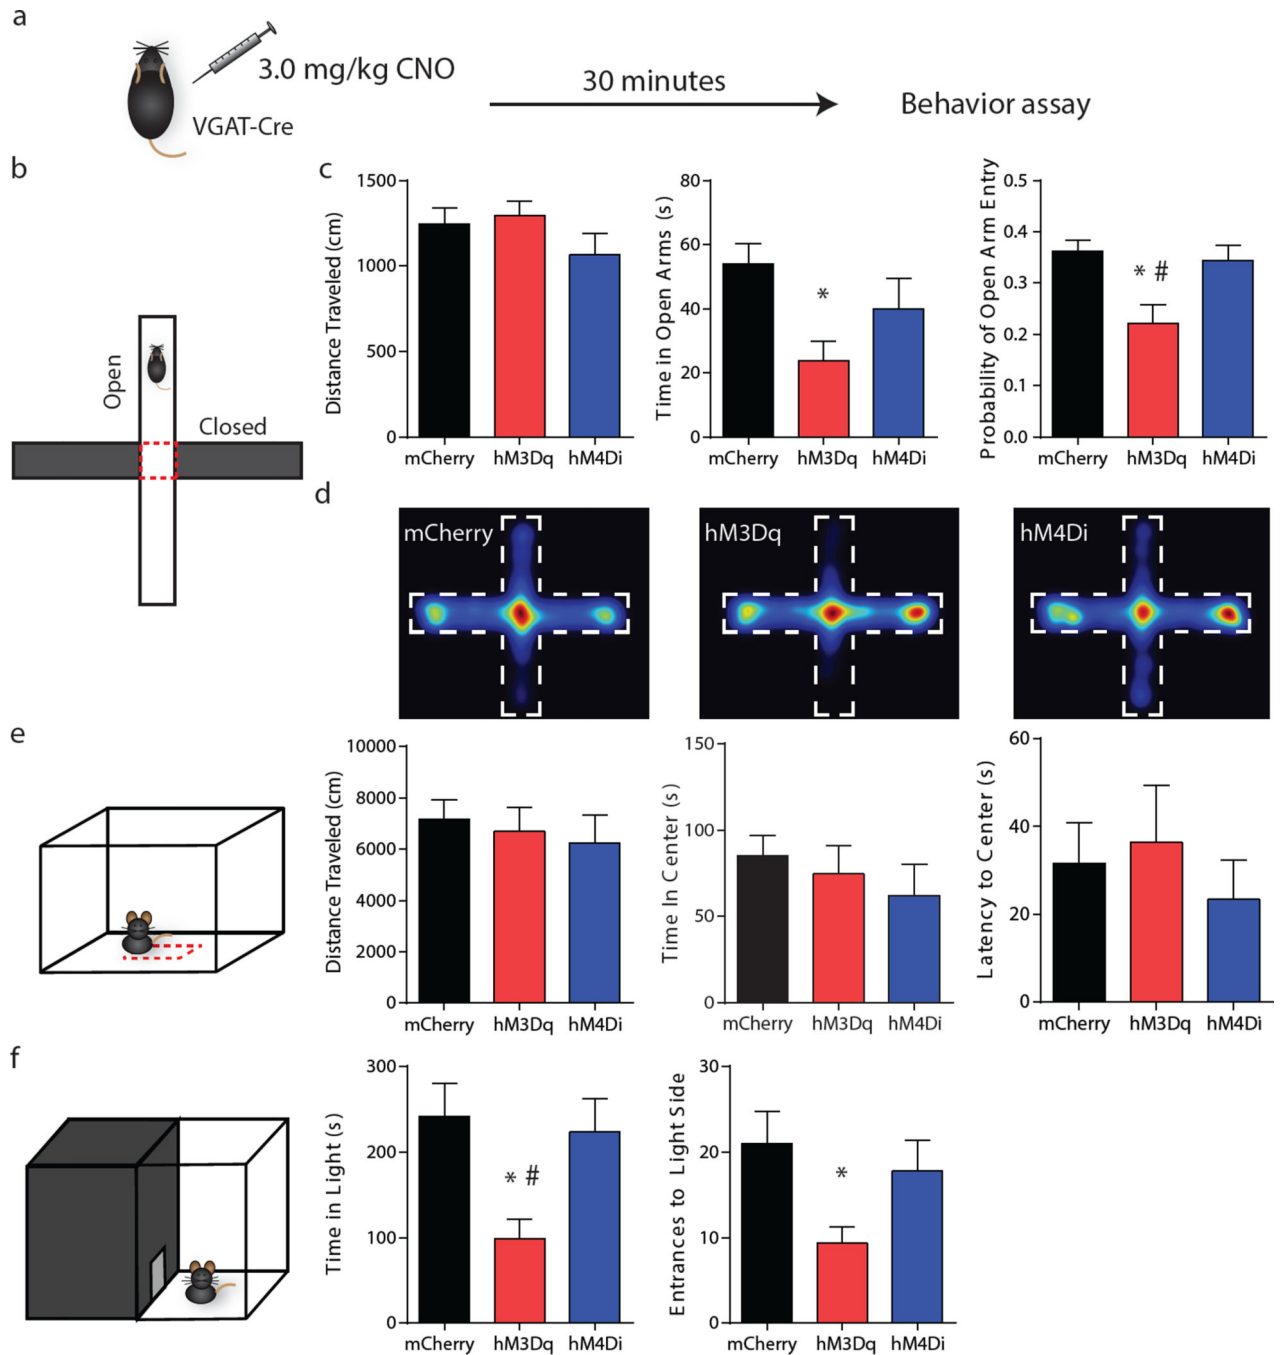 a
3.0 mg/kg CNO
30 minutes
Behavior assay
VGAT-Cre
b
Open
Closed
c
Distance Traveled (cm)
1500
1000
500
0
mCherry hM3Dq hM4Di
Time in Open Arms (s)
80
60
40
20
0
*
mCherry hM3Dq hM4Di
Probability of Open Arm Entry
0.5
0.4
0.3
0.2
0.1
0.0
* #
mCherry hM3Dq hM4Di
d
mCherry
hM3Dq
hM4Di
e
Distance Traveled (cm)
10000
8000
6000
4000
2000
0
mCherry hM3Dq hM4Di
Time In Center (s)
150
100
50
0
mCherry hM3Dq hM4Di
Latency to Center (s)
60
40
20
0
mCherry hM3Dq hM4Di
f
Time in Light (s)
300
200
100
0
* #
mCherry hM3Dq hM4Di
Entrances to Light Side
30
20
10
0
*
mCherry hM3Dq hM4Di